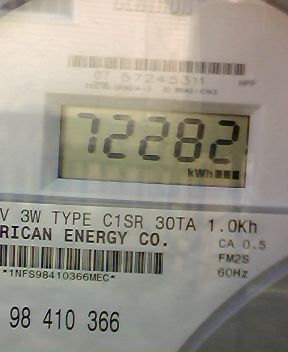 07 57245311
72282
kWh
V 3W TYPE C1SR 30TA 1.0Kh
RICAN ENERGY CO.
CA 0.5
FM2S
*1NFS98410366MEC*
60Hz
98 410 366